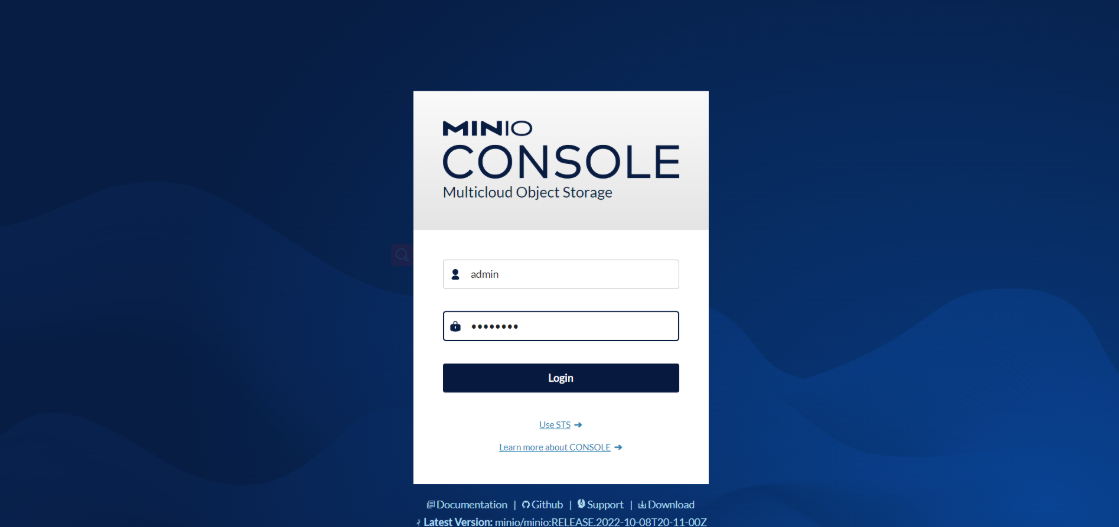 MINIO
CONSOLE
Multicloud Object Storage
admin
••••••••
Login
Use STS ➔
Learn more about CONSOLE ➔
Documentation | Github | Support | Download
Latest Version: minio/minio:RELEASE.2022-10-08T20-11-00Z